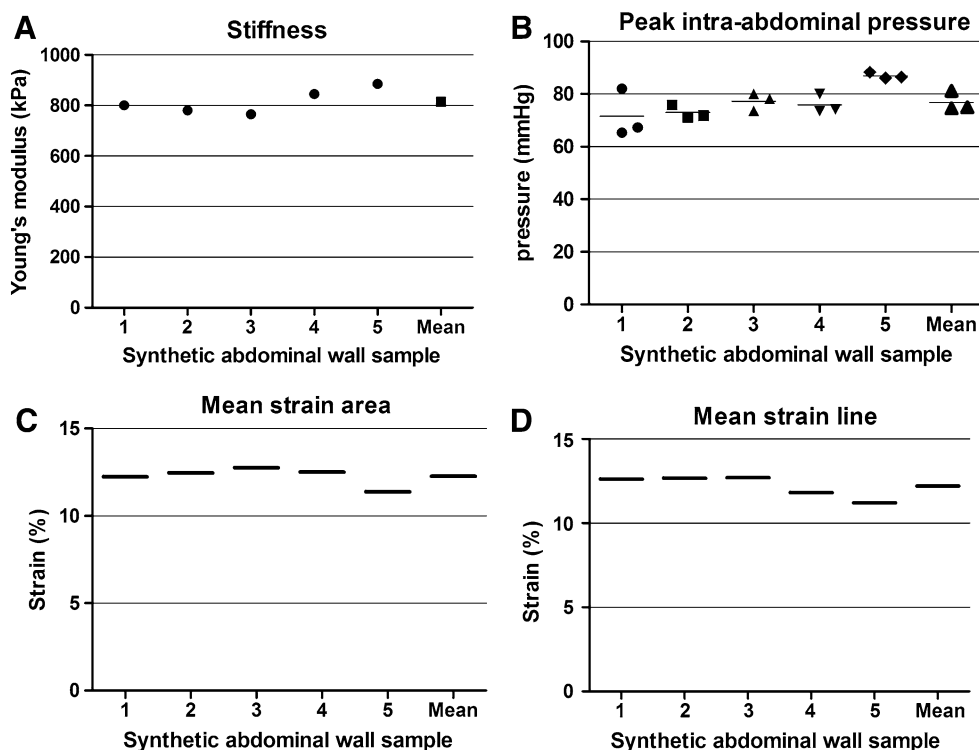 A
Stiffness
Young's modulus (kPa)
1000
800
600
400
200
0
1 2 3 4 5 Mean
Synthetic abdominal wall sample
B
Peak intra-abdominal pressure
pressure (mmHg)
100
80
60
40
20
0
1 2 3 4 5 Mean
Synthetic abdominal wall sample
C
Mean strain area
Strain (%)
15
10
5
0
1 2 3 4 5 Mean
Synthetic abdominal wall sample
D
Mean strain line
Strain (%)
15
10
5
0
1 2 3 4 5 Mean
Synthetic abdominal wall sample